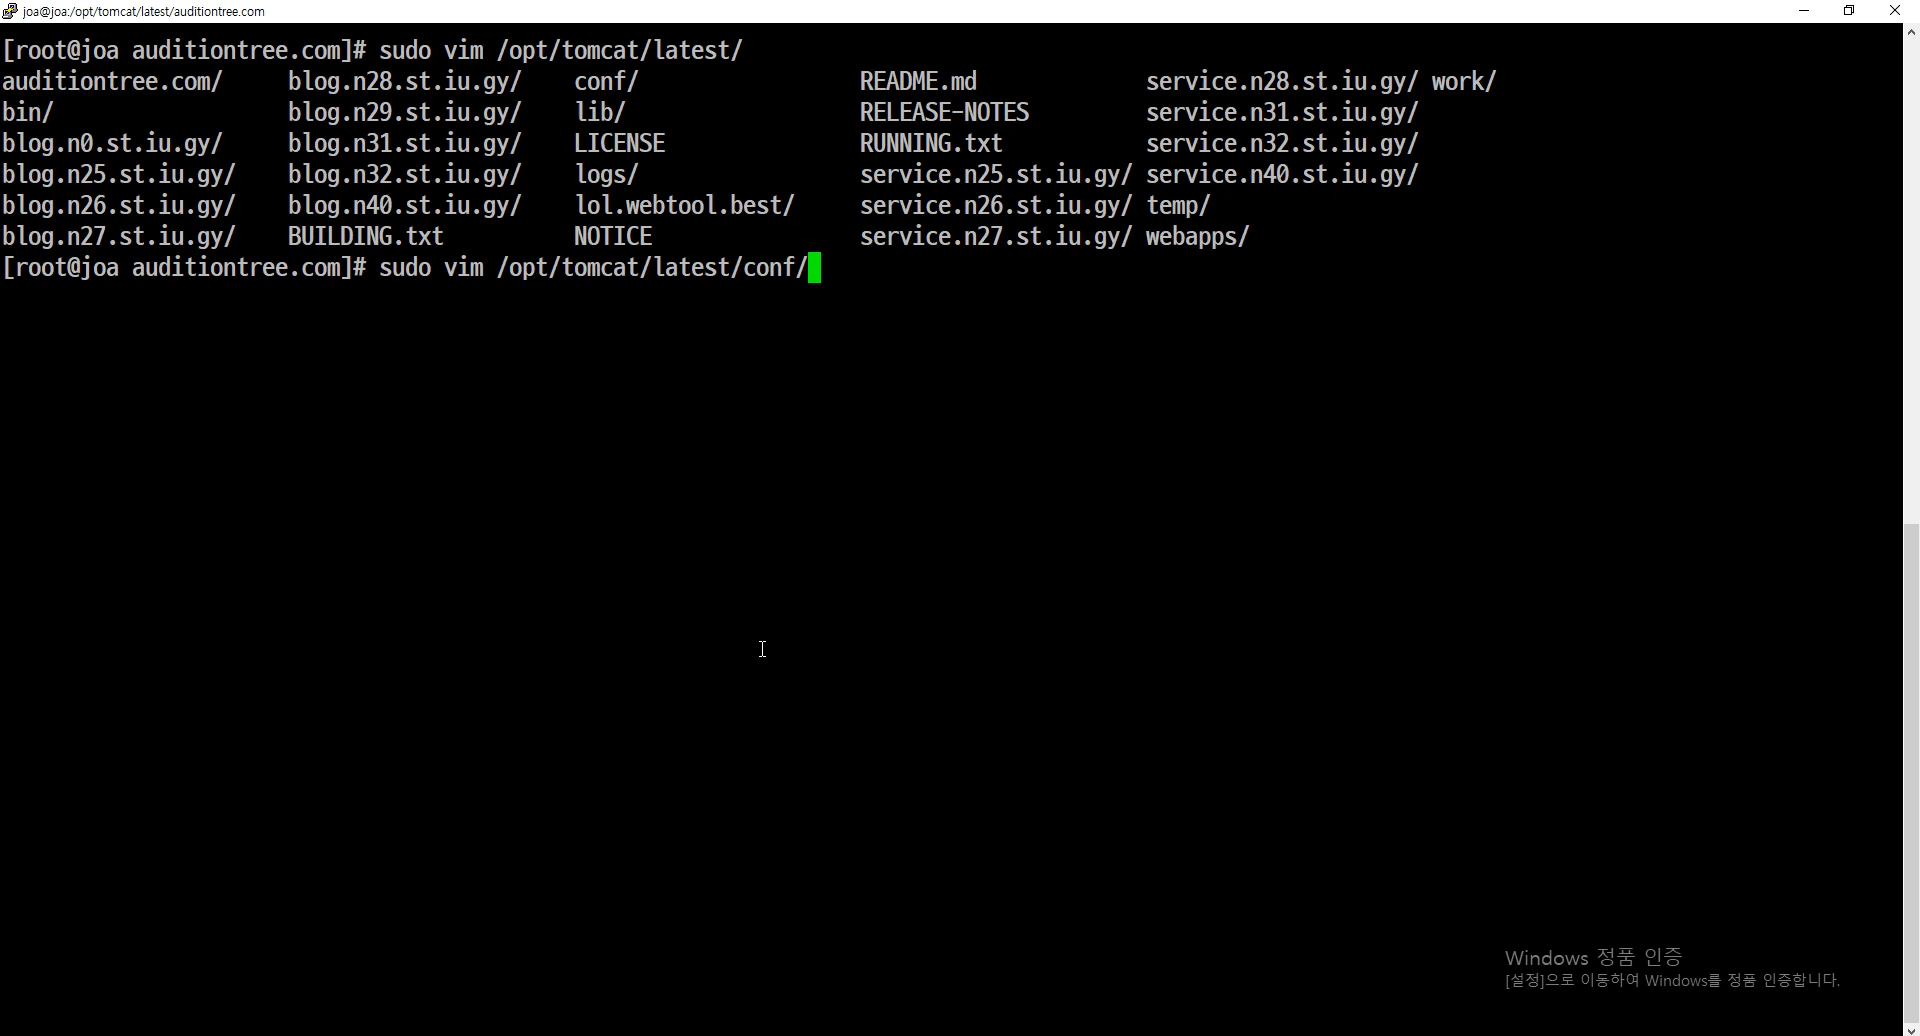 joa@joa:/opt/tomcat/latest/auditiontree.com
[root@joa auditiontree.com]# sudo vim /opt/tomcat/latest/
auditiontree.com/ blog.n28.st.iu.gy/ conf/ README.md service.n28.st.iu.gy/ work/
bin/ blog.n29.st.iu.gy/ lib/ RELEASE-NOTES service.n31.st.iu.gy/
blog.n0.st.iu.gy/ blog.n31.st.iu.gy/ LICENSE RUNNING.txt service.n32.st.iu.gy/
blog.n25.st.iu.gy/ blog.n32.st.iu.gy/ logs/ service.n25.st.iu.gy/ service.n40.st.iu.gy/
blog.n26.st.iu.gy/ blog.n40.st.iu.gy/ lol.webtool.best/ service.n26.st.iu.gy/ temp/
blog.n27.st.iu.gy/ BUILDING.txt NOTICE service.n27.st.iu.gy/ webapps/
[root@joa auditiontree.com]# sudo vim /opt/tomcat/latest/conf/
Windows 정품 인증
[설정]으로 이동하여 Windows를 정품 인증합니다.